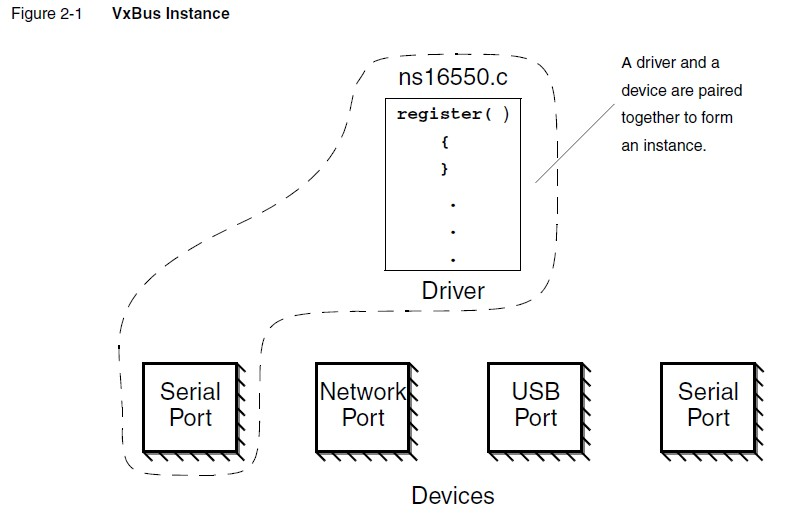 Figure 2-1 VxBus Instance
ns16550.c
register( )
{
}
.
.
.
Driver
A driver and a
device are paired
together to form
an instance.
Serial
Port
Network
Port
USB
Port
Serial
Port
Devices